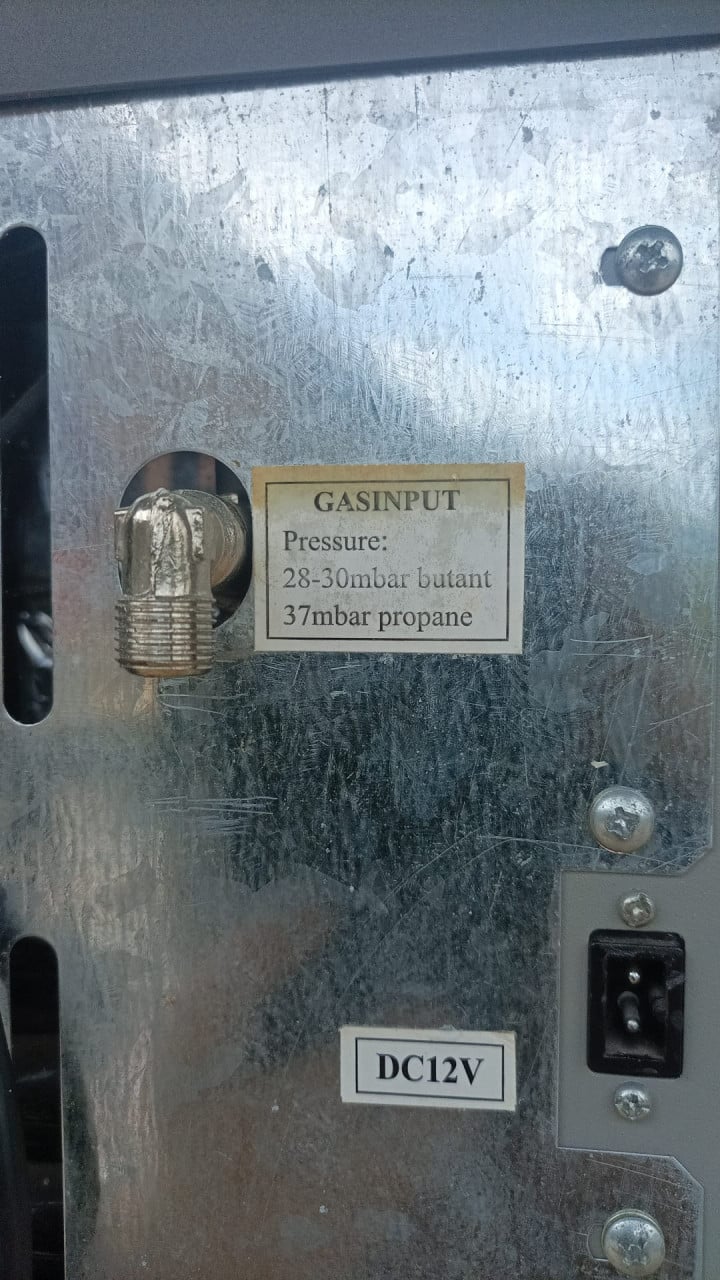 GASINPUT
Pressure:
28-30mbar butant
37mbar propane
DC12V